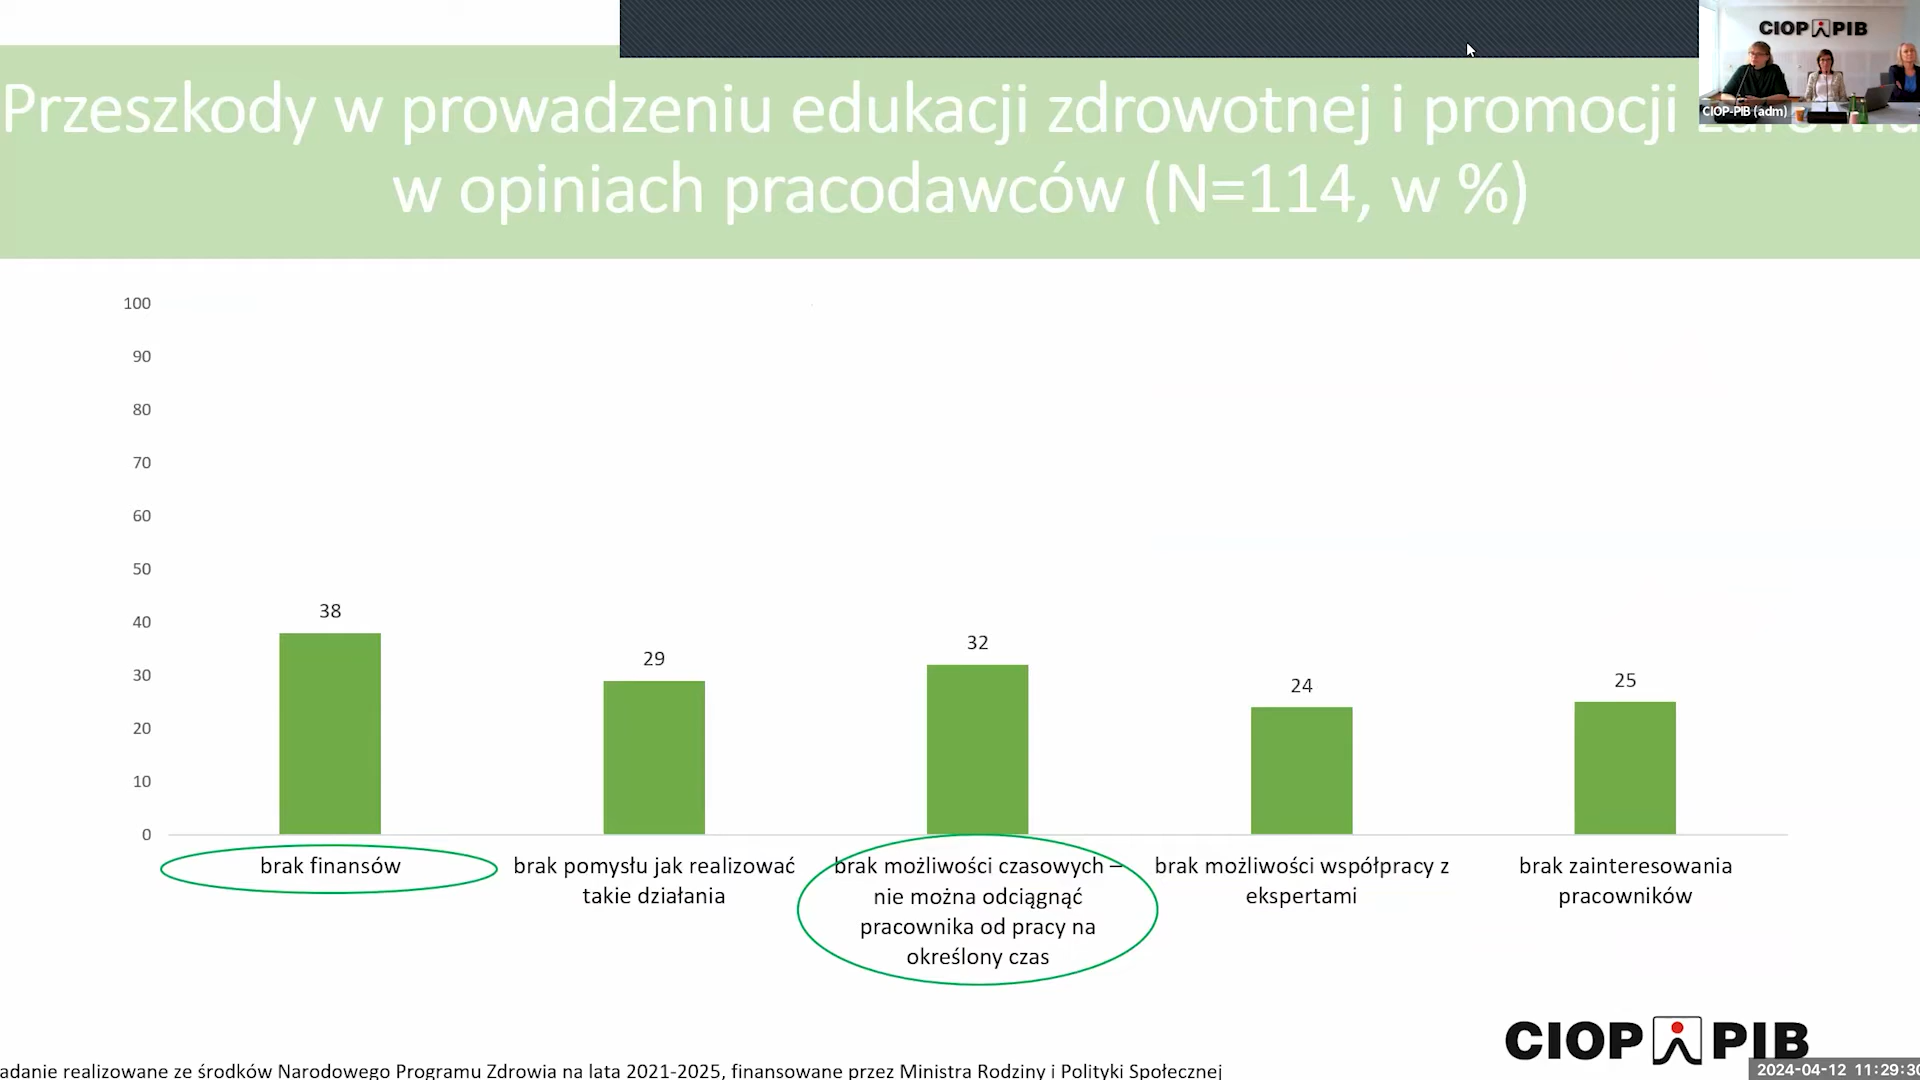 CIOP PIB
CIOP-PIB (adm)
Przeszkody w prowadzeniu edukacji zdrowotnej i promocji
w opiniach pracodawców (N=114, w %)
100
90
80
70
60
50
40
30
20
10
0
38
29
32
24
25
brak finansów
brak pomysłu jak realizować
takie działania
brak możliwości czasowych –
nie można odciągnąć
pracownika od pracy na
określony czas
brak możliwości współpracy z
ekspertami
brak zainteresowania
pracowników
CIOP PIB
adanie realizowane ze środków Narodowego Programu Zdrowia na lata 2021-2025, finansowane przez Ministra Rodziny i Polityki Społecznej
2024-04-12 11:29:30